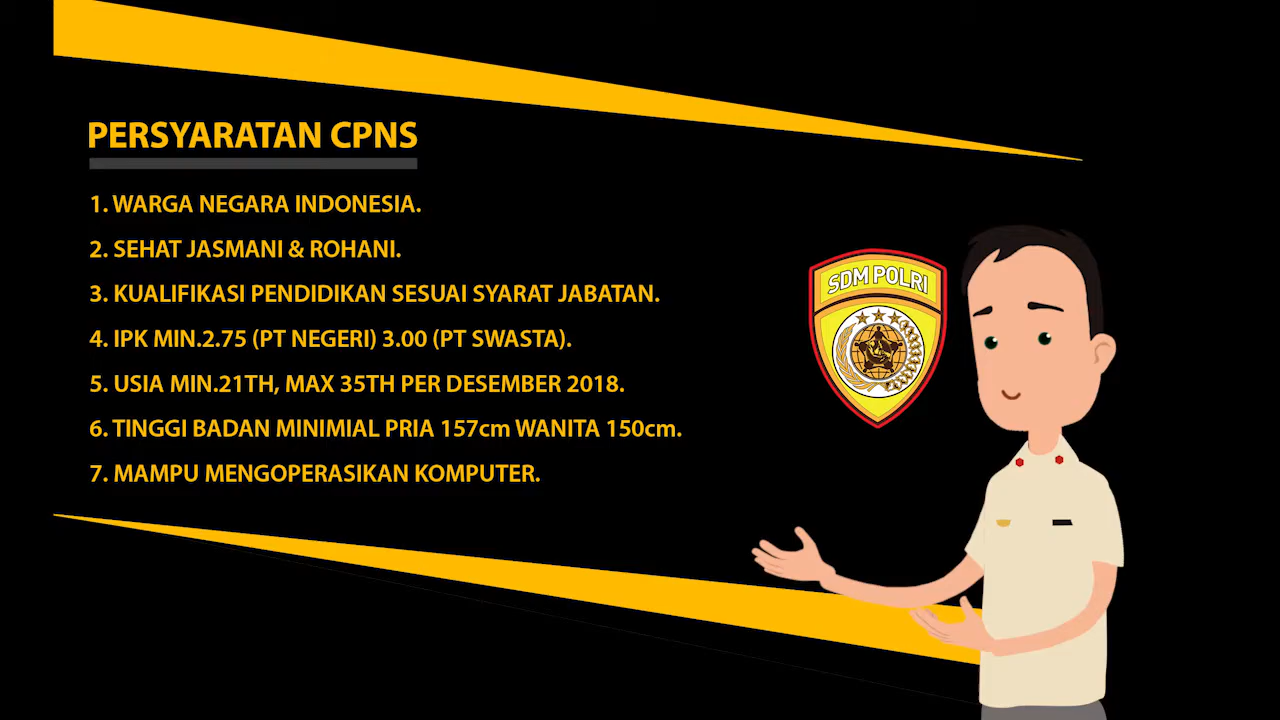 PERSYARATAN CPNS
1. WARGA NEGARA INDONESIA.
2. SEHAT JASMANI & ROHANI.
3. KUALIFIKASI PENDIDIKAN SESUAI SYARAT JABATAN.
4. IPK MIN.2.75 (PT NEGERI) 3.00 (PT SWASTA).
5. USIA MIN.21TH, MAX 35TH PER DESEMBER 2018.
6. TINGGI BADAN MINIMIAL PRIA 157cm WANITA 150cm.
7. MAMPU MENGOPERASIKAN KOMPUTER.
SDM POLRI